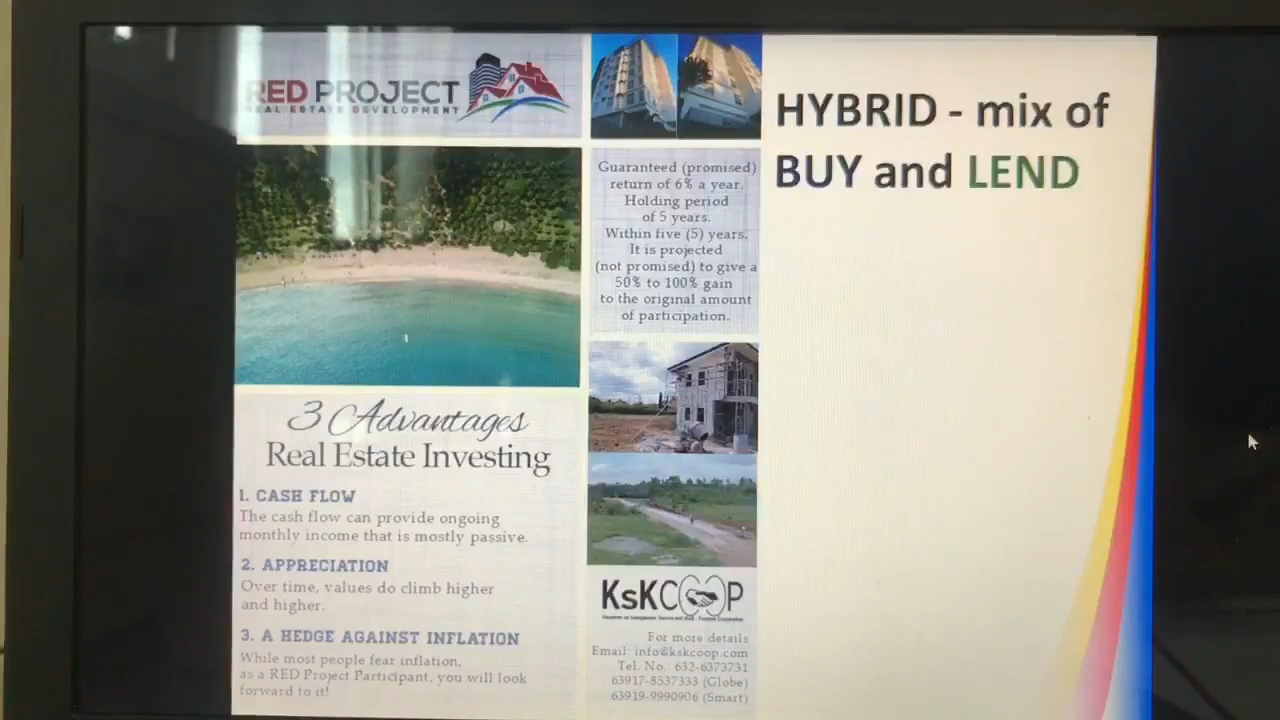 RED PROJECT
REAL ESTATE DEVELOPMENT
Guaranteed (promised)
return of 6% a year.
Holding period
of 5 years.
Within five (5) years.
It is projected
(not promised) to give a
50% to 100% gain
to the original amount
of participation.
3 Advantages
Real Estate Investing
1. CASH FLOW
The cash flow can provide ongoing
monthly income that is mostly passive.
2. APPRECIATION
Over time, values do climb higher
and higher.
3. A HEDGE AGAINST INFLATION
While most people fear inflation,
as a RED Project Participant, you will look
forward to it!
KsKCOOP
For more details
Email: info@kskcoop.com
Tel. No.: 632-6373731
63917-8537333 (Globe)
63919-9990906 (Smart)
HYBRID - mix of
BUY and LEND